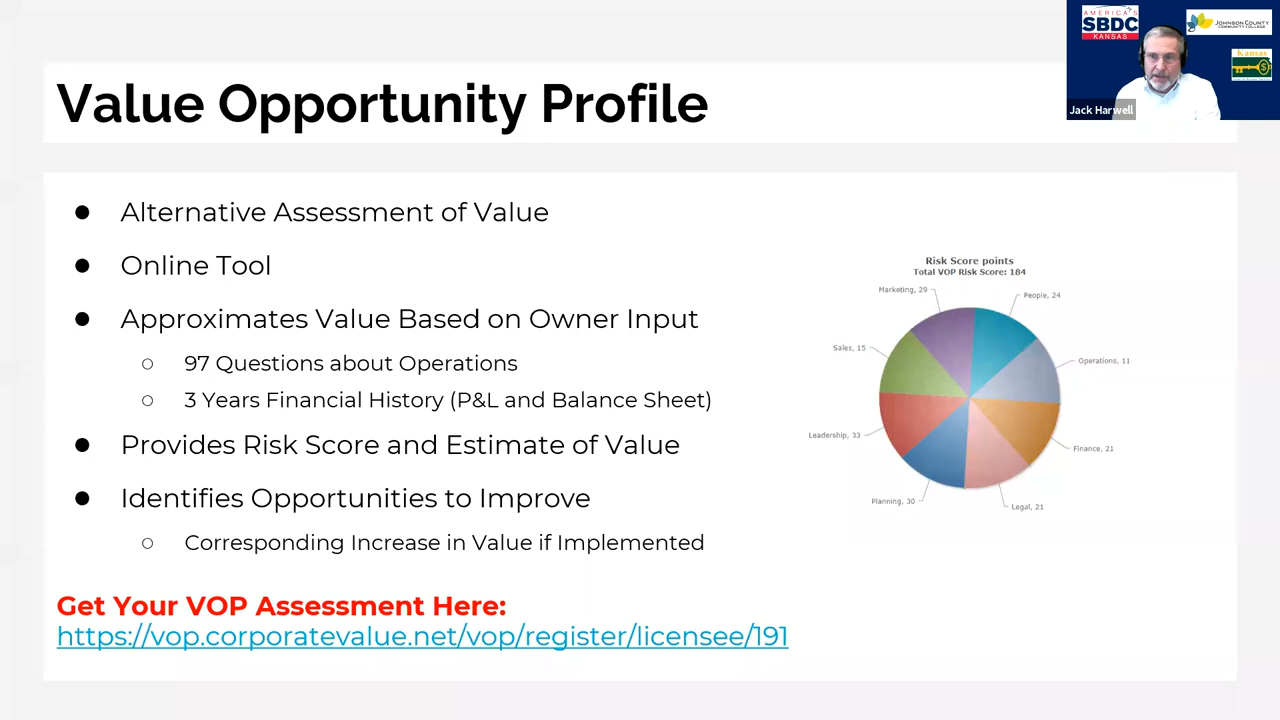 AMERICA'S
SBDC
KANSAS
JOHNSON COUNTY
COMMUNITY COLLEGE
Kansas
Jack Harwell
Value Opportunity Profile
Alternative Assessment of Value
Online Tool
Approximates Value Based on Owner Input
97 Questions about Operations
3 Years Financial History (P&L and Balance Sheet)
Provides Risk Score and Estimate of Value
Identifies Opportunities to Improve
Corresponding Increase in Value if Implemented
Get Your VOP Assessment Here:
https://vop.corporatevalue.net/vop/register/licensee/191
Risk Score points
Total VOP Risk Score: 184
Marketing, 29
People, 24
Sales, 15
Operations, 11
Leadership, 33
Finance, 21
Planning, 30
Legal, 21